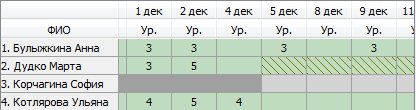 1 дек 2 дек 4 дек 5 дек 8 дек 9 дек 11
ФИО Ур. Ур. Ур. Ур. Ур. Ур.
1. Булыжкина Анна 3 3 3 3
2. Дудко Марта 3 5
3. Корчагина София
4. Котлярова Ульяна 4 5 4